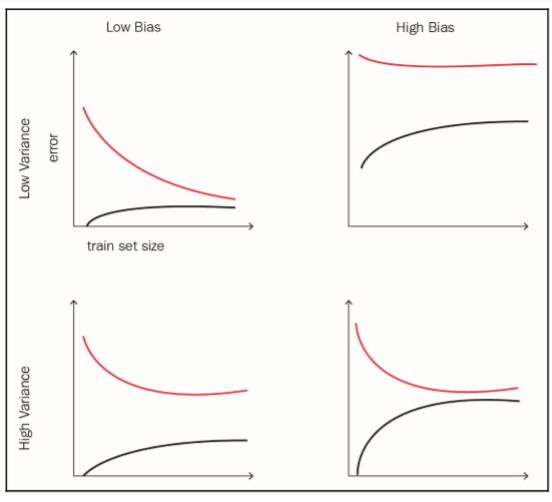 Low Bias
High Bias
Low Variance
error
train set size
High Variance